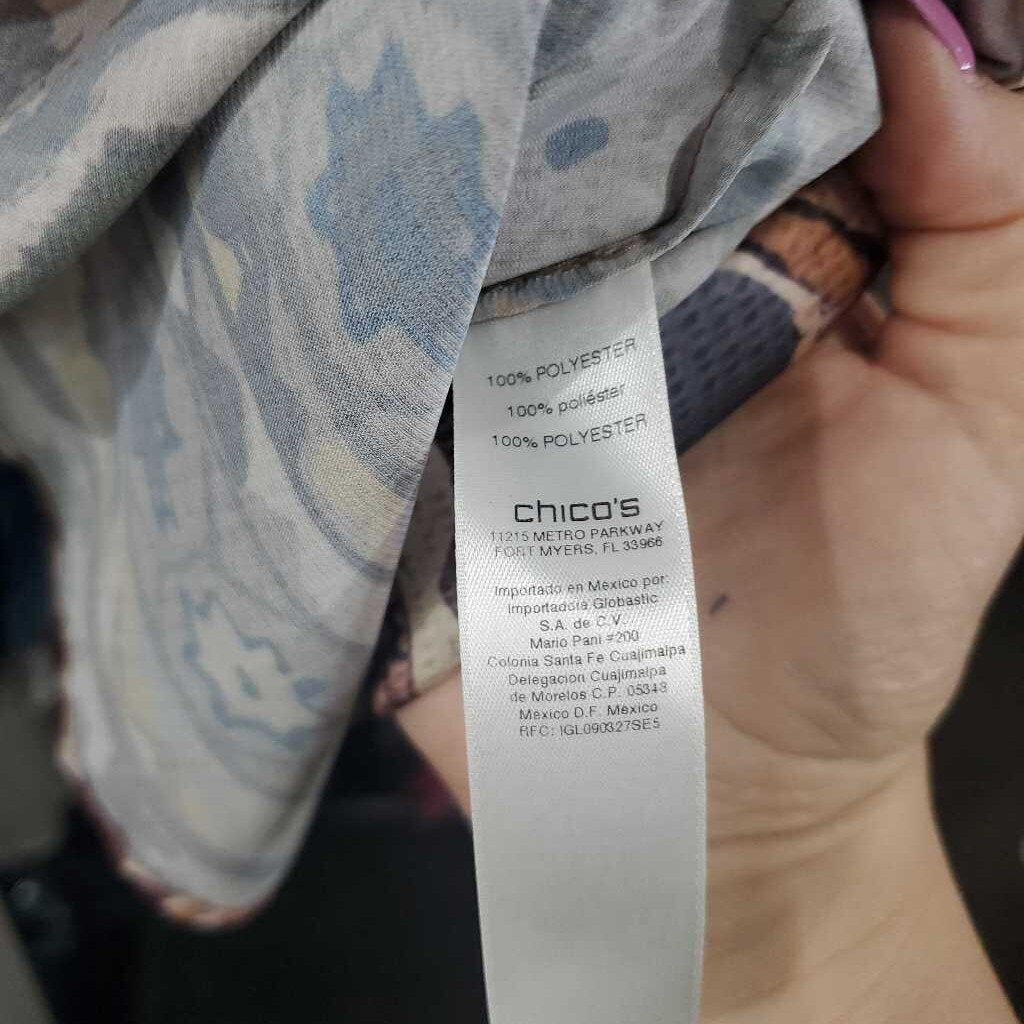 100% POLYESTER
100% poliéster
100% POLYESTER
chico's
11215 METRO PARKWAY
FORT MYERS, FL 33966
Importado en Mexico por:
Importadora Globastic
S.A. de C.V.
Mario Pani #200
Colonia Santa Fe Cuajimalpa
Delegacion Cuajimalpa
de Morelos C.P. 05348
Mexico D.F. Mexico
RFC: IGL090327SE5